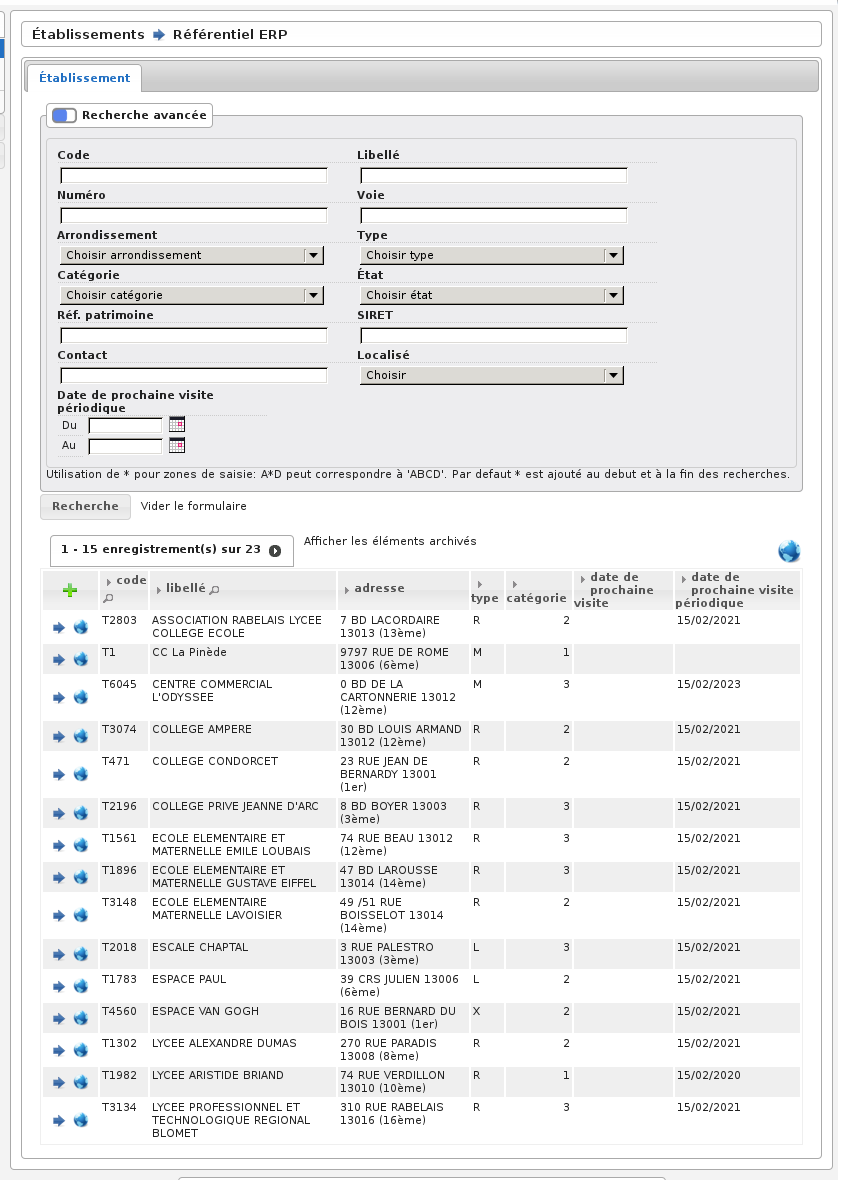 Établissements Référentiel ERP
Établissement
Recherche avancée
Code Libellé
Numéro Voie
Arrondissement Type
Choisir arrondissement Choisir type
Catégorie État
Choisir catégorie Choisir état
Réf. patrimoine SIRET
Contact Localisé
Choisir
Date de prochaine visite
périodique
Du
Au
Utilisation de * pour zones de saisie: A*D peut correspondre à 'ABCD'. Par defaut * est ajouté au debut et à la fin des recherches.
Recherche Vider le formulaire
1 - 15 enregistrement(s) sur 23 Afficher les éléments archivés
code libellé adresse type catégorie date de prochaine visite date de prochaine visite périodique
T2803 ASSOCIATION RABELAIS LYCEE 7 BD LACORDAIRE R 2 15/02/2021
COLLEGE ECOLE 13013 (13ème)
T1 CC La Pinède 9797 RUE DE ROME M 1
13006 (6ème)
T6045 CENTRE COMMERCIAL 0 BD DE LA M 3 15/02/2023
L'ODYSSEE CARTONNERIE 13012
(12ème)
T3074 COLLEGE AMPERE 30 BD LOUIS ARMAND R 2 15/02/2021
13012 (12ème)
T471 COLLEGE CONDORCET 23 RUE JEAN DE R 2 15/02/2021
BERNARDY 13001
(1er)
T2196 COLLEGE PRIVE JEANNE D'ARC 8 BD BOYER 13003 R 3 15/02/2021
(3ème)
T1561 ECOLE ELEMENTAIRE ET 74 RUE BEAU 13012 R 3 15/02/2021
MATERNELLE EMILE LOUBAIS (12ème)
T1896 ECOLE ELEMENTAIRE ET 47 BD LAROUSSE R 3 15/02/2021
MATERNELLE GUSTAVE EIFFEL 13014 (14ème)
T3148 ECOLE ELEMENTAIRE 49 /51 RUE R 2 15/02/2021
MATERNELLE LAVOISIER BOISSELOT 13014
(14ème)
T2018 ESCALE CHAPTAL 3 RUE PALESTRO L 3 15/02/2021
13003 (3ème)
T1783 ESPACE PAUL 39 CRS JULIEN 13006 L 2 15/02/2021
(6ème)
T4560 ESPACE VAN GOGH 16 RUE BERNARD DU X 2 15/02/2021
BOIS 13001 (1er)
T1302 LYCEE ALEXANDRE DUMAS 270 RUE PARADIS R 2 15/02/2021
13008 (8ème)
T1982 LYCEE ARISTIDE BRIAND 74 RUE VERDILLON R 1 15/02/2020
13010 (10ème)
T3134 LYCEE PROFESSIONNEL ET 310 RUE RABELAIS R 3 15/02/2021
TECHNOLOGIQUE REGIONAL 13016 (16ème)
BLOMET